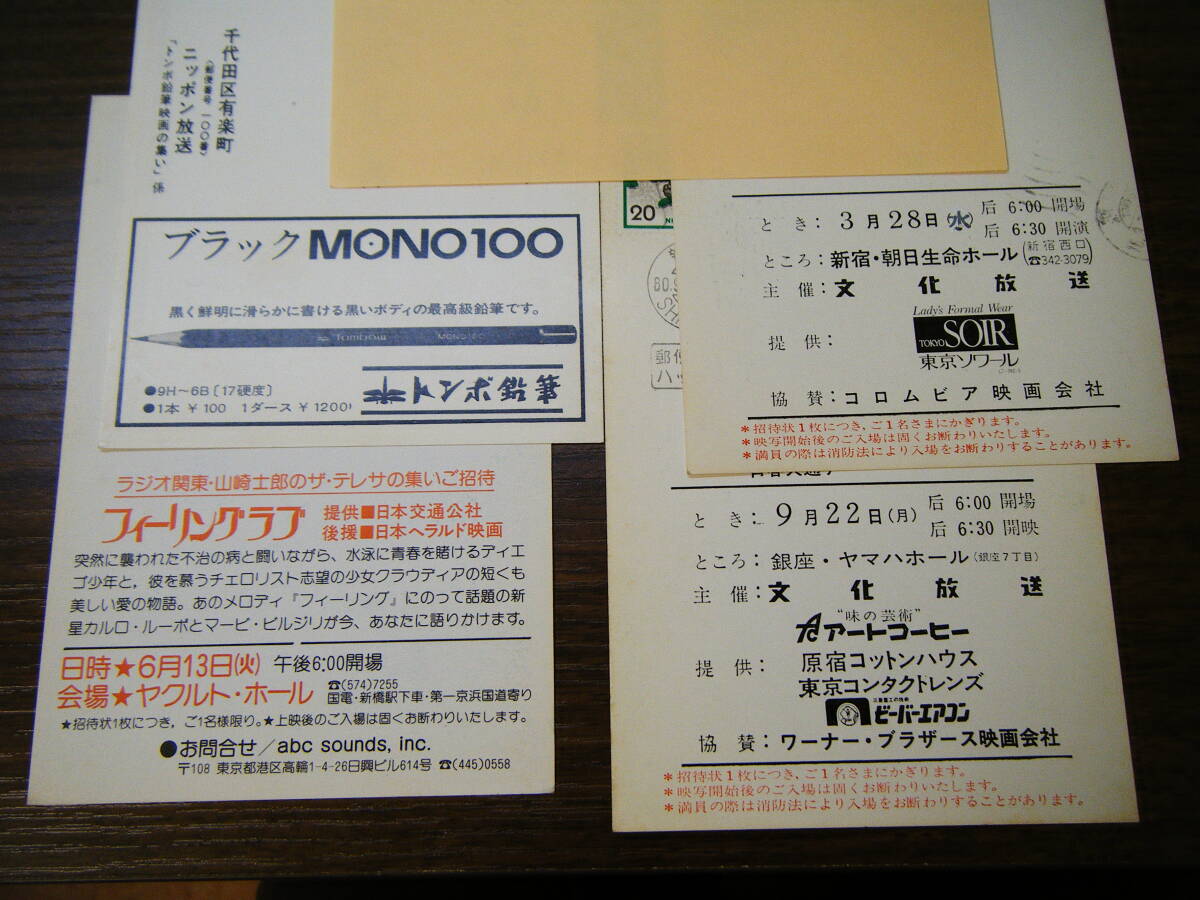 千代田区有楽町
(郵便番号一〇〇番)
ニッポン放送
「トンボ鉛筆映画の集い」係
ブラックMONO100
黒く鮮明に滑らかに書ける黒いボディの最高級鉛筆です。
Tombow MONO 100
●9H〜6B〔17硬度〕
●1本 ¥100 1ダース ¥1200
トンボ鉛筆
ラジオ関東・山崎士郎のザ・テレサの集いご招待
フィーリングラブ
提供■日本交通公社
後援■日本ヘラルド映画
突然に襲われた不治の病と闘いながら、水泳に青春を賭けるディエ
ゴ少年と，彼を慕うチェロリスト志望の少女クラウディアの短くも
美しい愛の物語。あのメロディ『フィーリング』にのって話題の新
星カルロ・ルーポとマービ・ビルジリが今、あなたに語りかけます。
日時★6月13日(火) 午後6:00開場
会場★ヤクルト・ホール
☎(574)7255
国電・新橋駅下車・第一京浜国道寄り
★招待状1枚につき，ご1名様限り。★上映後のご入場は固くお断わりいたします。
●お問合せ／abc sounds, inc.
〒108 東京都港区高輪1-4-26日興ビル614号 ☎(445)0558
20
80.9
郵便
ハッ
とき：3月28日(水) 后 6:00 開場
后 6:30 開演
ところ：新宿・朝日生命ホール(新宿西口 ☎342-3079)
主催：文化放送
Lady's Formal Wear
TOKYO SOIR
提供：東京ソワール
協賛：コロムビア映画会社
＊招待状1枚につき，ご1名さまにかぎります。
＊映写開始後のご入場は固くお断わりいたします。
＊満員の際は消防法により入場をお断わりすることがあります。
とき：9月22日(月) 后 6:00 開場
后 6:30 開映
ところ：銀座・ヤマハホール(銀座7丁目)
主催：文化放送
"味の芸術"
アートコーヒー
提供：原宿コットンハウス
東京コンタクトレンズ
ビーバーエアコン
協賛：ワーナー・ブラザース映画会社
＊招待状1枚につき，ご1名さまにかぎります。
＊映写開始後のご入場は固くお断わりいたします。
＊満員の際は消防法により入場をお断わりすることがあります。